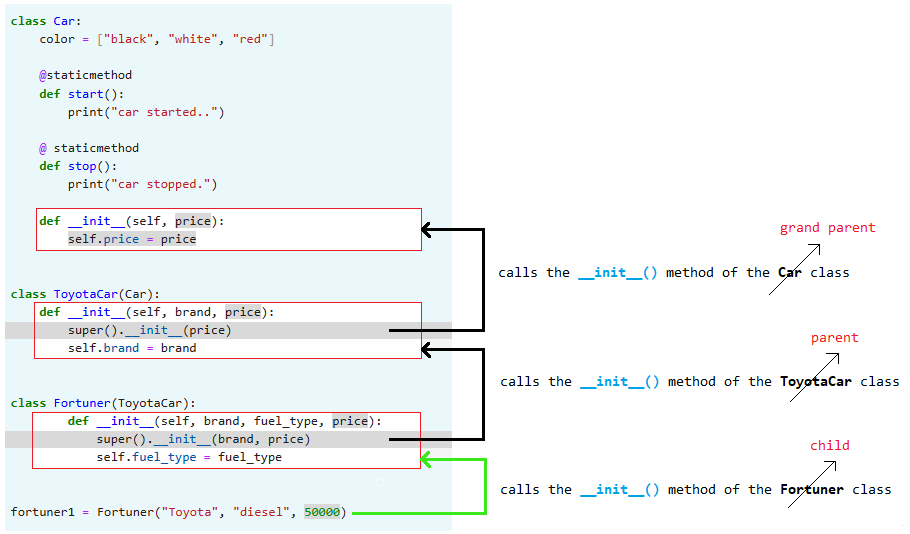 class Car:
    color = ["black", "white", "red"]

    @staticmethod
    def start():
        print("car started..")

    @ staticmethod
    def stop():
        print("car stopped.")

    def __init__(self, price):
        self.price = price
grand parent
calls the __init__() method of the Car class

class ToyotaCar(Car):
    def __init__(self, brand, price):
        super().__init__(price)
        self.brand = brand
parent
calls the __init__() method of the ToyotaCar class

class Fortuner(ToyotaCar):
        def __init__(self, brand, fuel_type, price):
            super().__init__(brand, price)
            self.fuel_type = fuel_type
child
calls the __init__() method of the Fortuner class

fortuner1 = Fortuner("Toyota", "diesel", 50000)